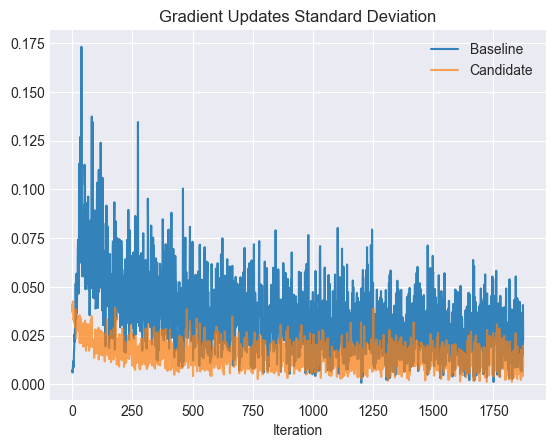 Gradient Updates Standard Deviation
Baseline
Candidate
0.175
0.150
0.125
0.100
0.075
0.050
0.025
0.000
0 250 500 750 1000 1250 1500 1750
Iteration